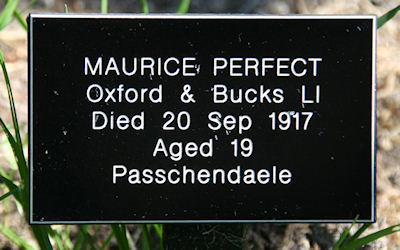 MAURICE PERFECT
Oxford & Bucks LI
Died 20 Sep 1917
Aged 19
Passchendaele